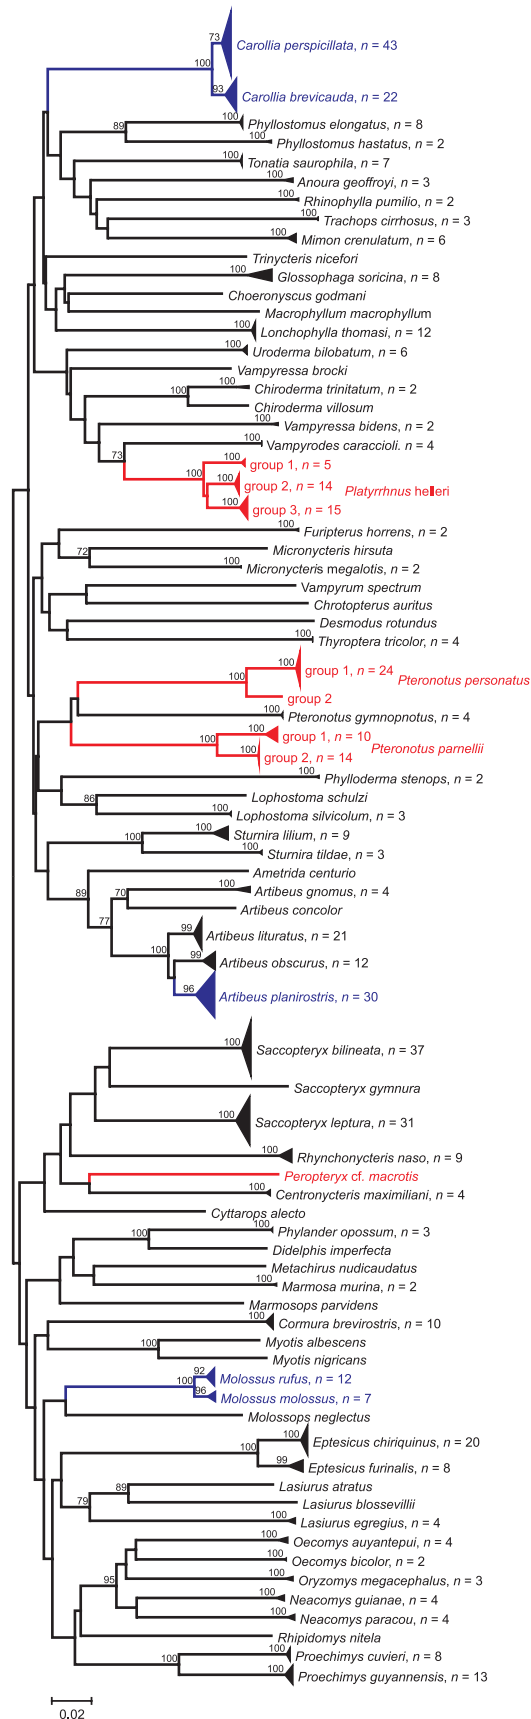 73
Carollia perspicillata, n = 43
100
93
Carollia brevicauda, n = 22
100
Phyllostomus elongatus, n = 8
89
100
Phyllostomus hastatus, n = 2
100
Tonatia saurophila, n = 7
100
Anoura geoffroyi, n = 3
100
Rhinophylla pumilio, n = 2
100
Trachops cirrhosus, n = 3
100
Mimon crenulatum, n = 6
Trinycteris nicefori
100
Glossophaga soricina, n = 8
Choeronyscus godmani
Macrophyllum macrophyllum
100
Lonchophylla thomasi, n = 12
100
Uroderma bilobatum, n = 6
Vampyressa brocki
100
Chiroderma trinitatum, n = 2
100
Chiroderma villosum
100
Vampyressa bidens, n = 2
100
Vampyrodes caraccioli. n = 4
73
100
group 1, n = 5
100
100
group 2, n = 14
Platyrrhnus helleri
100
group 3, n = 15
100
Furipterus horrens, n = 2
72
Micronycteris hirsuta
100
Micronycteris megalotis, n = 2
Vampyrum spectrum
Chrotopterus auritus
Desmodus rotundus
100
Thyroptera tricolor, n = 4
100
group 1, n = 24
100
Pteronotus personatus
group 2
100
Pteronotus gymnopnotus, n = 4
100
group 1, n = 10
100
Pteronotus parnellii
100
group 2, n = 14
100
Phylloderma stenops, n = 2
86
Lophostoma schulzi
100
Lophostoma silvicolum, n = 3
100
Sturnira lilium, n = 9
100
100
Sturnira tildae, n = 3
Ametrida centurio
89
70
100
Artibeus gnomus, n = 4
77
Artibeus concolor
99
Artibeus lituratus, n = 21
100
99
Artibeus obscurus, n = 12
96
Artibeus planirostris, n = 30
100
Saccopteryx bilineata, n = 37
Saccopteryx gymnura
100
Saccopteryx leptura, n = 31
100
Rhynchonycteris naso, n = 9
Peropteryx cf. macrotis
100
Centronycteris maximiliani, n = 4
Cyttarops alecto
100
Phylander opossum, n = 3
100
Didelphis imperfecta
Metachirus nudicaudatus
100
Marmosa murina, n = 2
Marmosops parvidens
100
Cormura brevirostris, n = 10
Myotis albescens
100
Myotis nigricans
92
Molossus rufus, n = 12
100
96
Molossus molossus, n = 7
Molossops neglectus
100
Eptesicus chiriquinus, n = 20
100
99
Eptesicus furinalis, n = 8
Lasiurus atratus
89
Lasiurus blossevillii
79
100
Lasiurus egregius, n = 4
100
Oecomys auyantepui, n = 4
100
Oecomys bicolor, n = 2
95
100
Oryzomys megacephalus, n = 3
100
Neacomys guianae, n = 4
100
Neacomys paracou, n = 4
Rhipidomys nitela
100
Proechimys cuvieri, n = 8
100
100
Proechimys guyannensis, n = 13
0.02